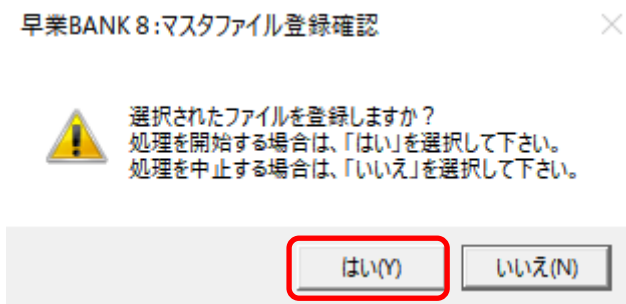 早業BANK８:マスタファイル登録確認
選択されたファイルを登録しますか？
処理を開始する場合は、「はい」を選択して下さい。
処理を中止する場合は、「いいえ」を選択して下さい。
はい(Y) いいえ(N)